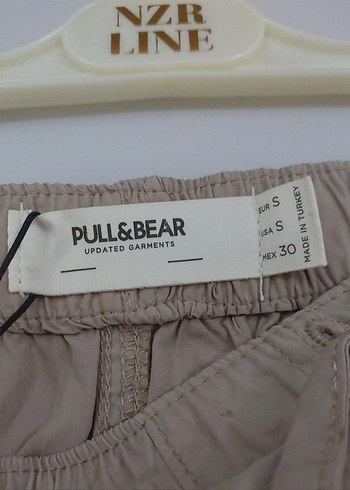 NZR
LINE
PULL&BEAR
UPDATED GARMENTS
EUR S
USA S
MEX 30
MADE IN TURKEY